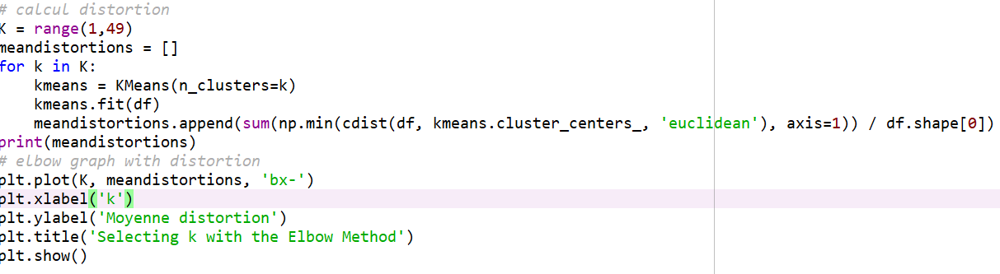 # calcul distortion
K = range(1,49)
meandistortions = []
for k in K:
    kmeans = KMeans(n_clusters=k)
    kmeans.fit(df)
    meandistortions.append(sum(np.min(cdist(df, kmeans.cluster_centers_, 'euclidean'), axis=1)) / df.shape[0])
print(meandistortions)
# elbow graph with distortion
plt.plot(K, meandistortions, 'bx-')
plt.xlabel('k')
plt.ylabel('Moyenne distortion')
plt.title('Selecting k with the Elbow Method')
plt.show()